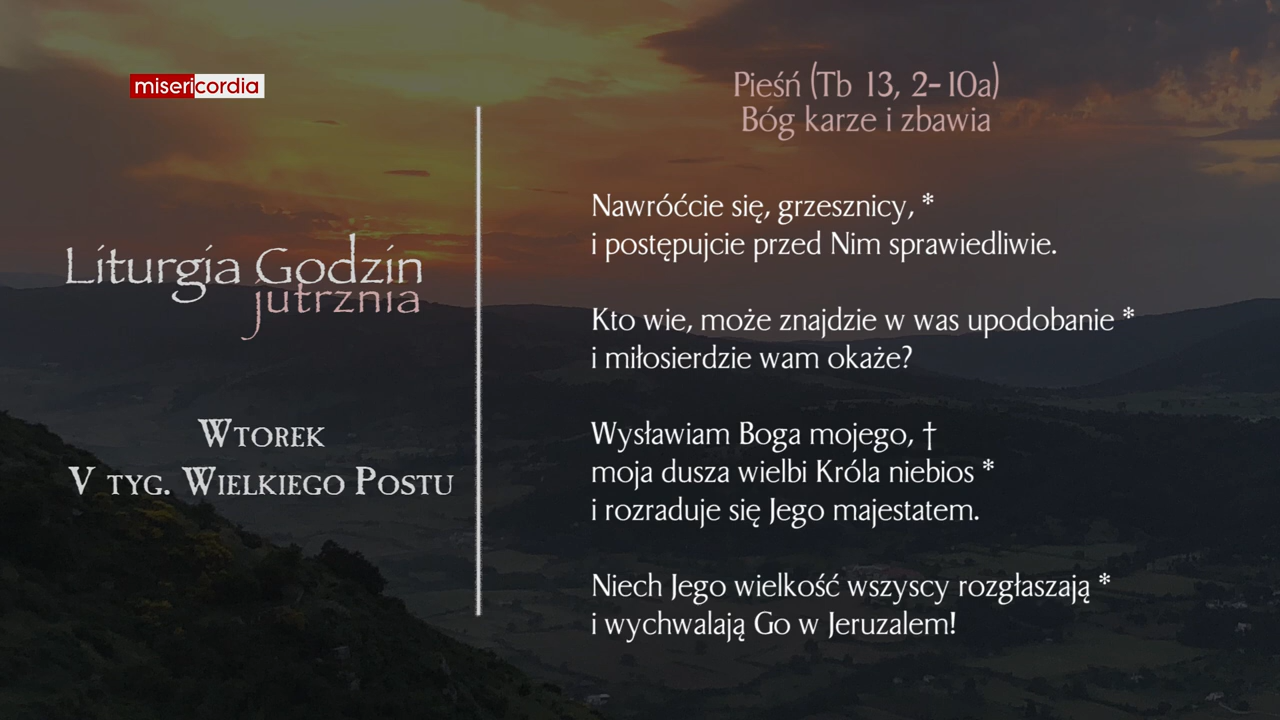 misericordia
Liturgia Godzin
jutrznia
Wtorek
V tyg. Wielkiego Postu
Pieśń (Tb 13, 2-10a)
Bóg karze i zbawia
Nawróćcie się, grzesznicy, *
i postępujcie przed Nim sprawiedliwie.
Kto wie, może znajdzie w was upodobanie *
i miłosierdzie wam okaże?
Wysławiam Boga mojego, †
moja dusza wielbi Króla niebios *
i rozraduje się Jego majestatem.
Niech Jego wielkość wszyscy rozgłaszają *
i wychwalają Go w Jeruzalem!